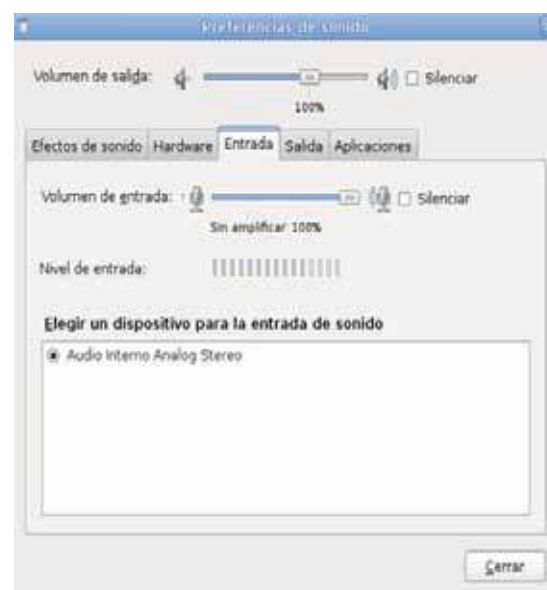 Preferencias de sonido
Volumen de salida: Silenciar
100%
Efectos de sonido Hardware Entrada Salida Aplicaciones
Volumen de entrada: Silenciar
Sin amplificar 100%
Nivel de entrada:
Elegir un dispositivo para la entrada de sonido
Audio Interno Analog Stereo
Cerrar